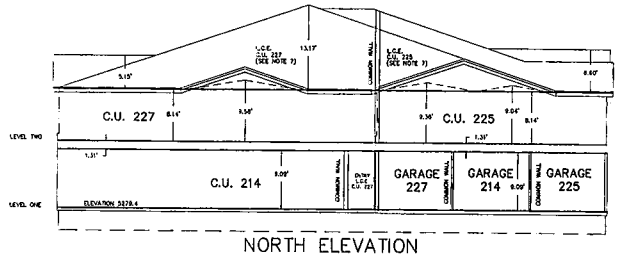 L.C.E.
C.U. 227
(SEE NOTE 7)
13.17'
COMMON WALL
L.C.E.
C.U. 225
(SEE NOTE 7)
5.15'
8.60'
C.U. 227
8.14'
9.58'
9.36'
C.U. 225
9.04'
8.14'
LEVEL TWO
1.31'
1.31'
C.U. 214
9.09'
COMMON WALL
ENTRY
L.C.E.
C.U. 227
GARAGE
227
COMMON WALL
GARAGE
214
9.09'
COMMON WALL
GARAGE
225
LEVEL ONE
ELEVATION 5279.4
NORTH ELEVATION